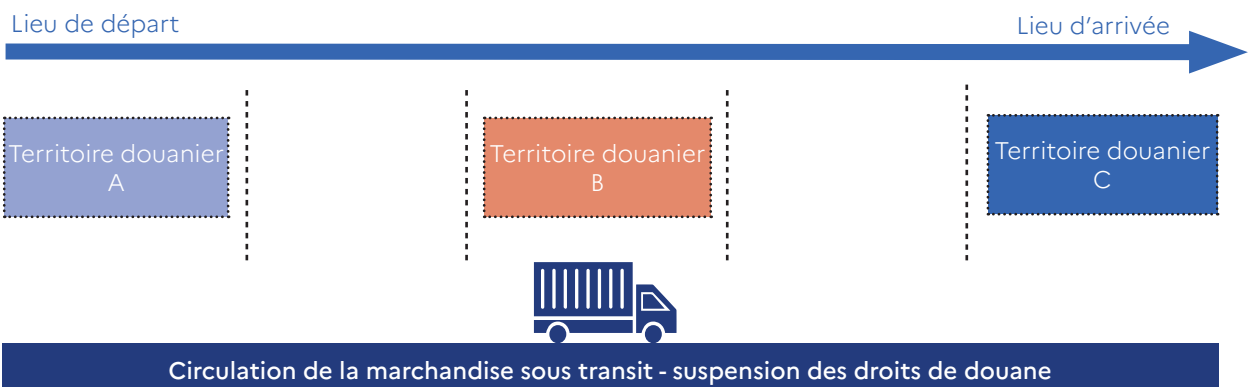 Lieu de départ
Lieu d’arrivée
Territoire douanier
A
Territoire douanier
B
Territoire douanier
C
Circulation de la marchandise sous transit - suspension des droits de douane